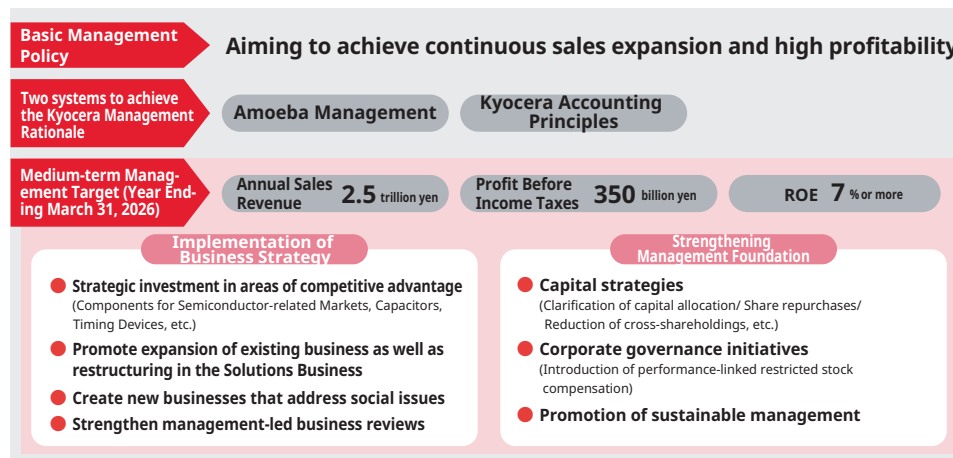 Basic Management
Policy
Aiming to achieve continuous sales expansion and high profitability
Two systems to achieve
the Kyocera Management
Rationale
Amoeba Management
Kyocera Accounting
Principles
Medium-term Manag-
ement Target (Year End-
ing March 31, 2026)
Annual Sales
Revenue
2.5 trillion yen
Profit Before
Income Taxes
350 billion yen
ROE 7 % or more
Implementation of
Business Strategy
Strategic investment in areas of competitive advantage
(Components for Semiconductor-related Markets, Capacitors,
Timing Devices, etc.)
Promote expansion of existing business as well as
restructuring in the Solutions Business
Create new businesses that address social issues
Strengthen management-led business reviews
Strengthening
Management Foundation
Capital strategies
(Clarification of capital allocation/ Share repurchases/
Reduction of cross-shareholdings, etc.)
Corporate governance initiatives
(Introduction of performance-linked restricted stock
compensation)
Promotion of sustainable management